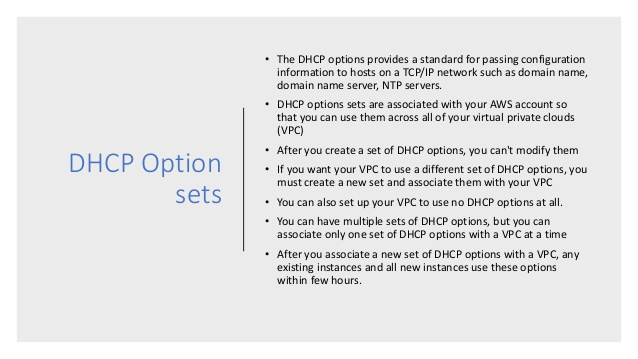 DHCP Option
sets
• The DHCP options provides a standard for passing configuration
information to hosts on a TCP/IP network such as domain name,
domain name server, NTP servers.
• DHCP options sets are associated with your AWS account so
that you can use them across all of your virtual private clouds
(VPC)
• After you create a set of DHCP options, you can't modify them
• If you want your VPC to use a different set of DHCP options, you
must create a new set and associate them with your VPC
• You can also set up your VPC to use no DHCP options at all.
• You can have multiple sets of DHCP options, but you can
associate only one set of DHCP options with a VPC at a time
• After you associate a new set of DHCP options with a VPC, any
existing instances and all new instances use these options
within few hours.